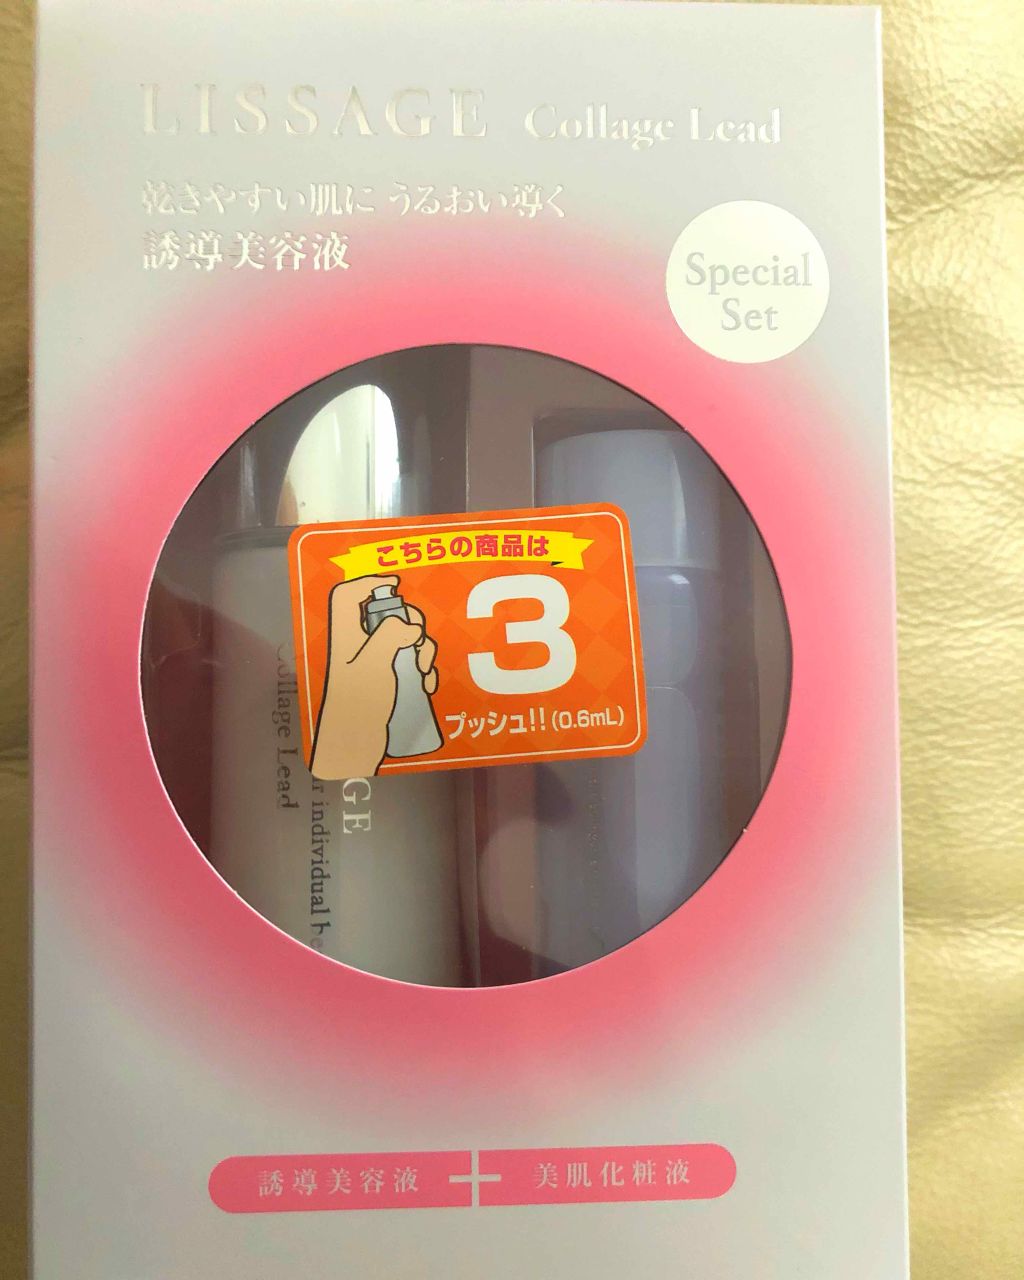 LISSAGE Collage Lead
乾きやすい肌に うるおい導く
誘導美容液
Special
Set
こちらの商品は
3
プッシュ!! (0.6mL)
Collage Lead
individual
GE
誘導美容液 + 美肌化粧液